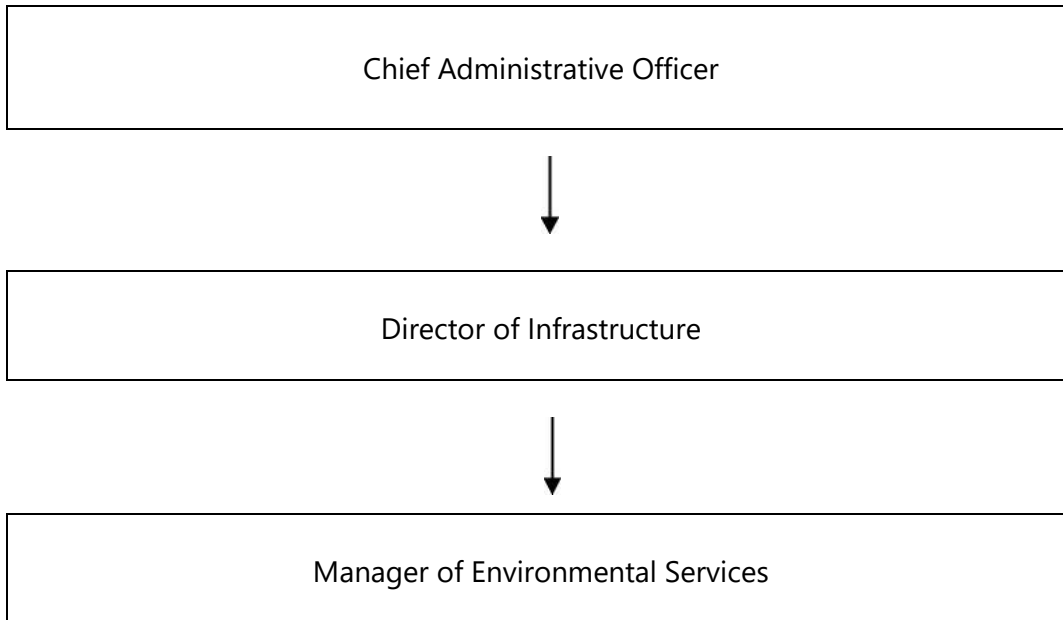 Chief Administrative Officer
Director of Infrastructure
Manager of Environmental Services